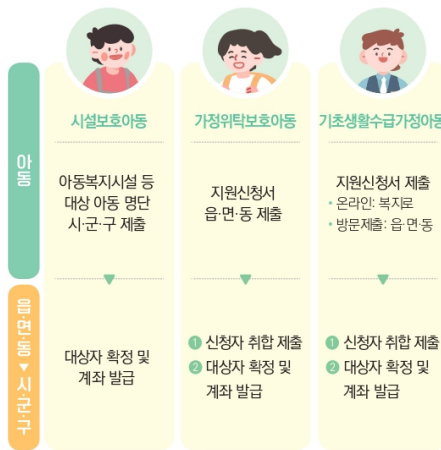 시설보호아동
가정위탁보호아동
기초생활수급가정아동
아동
아동복지시설 등
대상 아동 명단
시·군·구 제출
지원신청서
읍·면·동 제출
지원신청서 제출
• 온라인: 복지로
• 방문제출: 읍·면·동
읍·면·동 ▼ 시·군·구
대상자 확정 및
계좌 발급
1 신청자 취합 제출
2 대상자 확정 및
계좌 발급
1 신청자 취합 제출
2 대상자 확정 및
계좌 발급